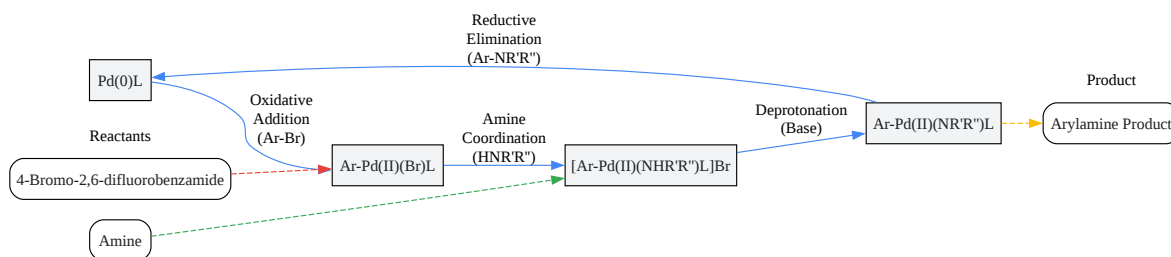 Reductive
Elimination
(Ar-NR'R")
Pd(0)L
Oxidative
Addition
(Ar-Br)
Reactants
4-Bromo-2,6-difluorobenzamide
Amine
Ar-Pd(II)(Br)L
Amine
Coordination
(HNR'R")
[Ar-Pd(II)(NHR'R")L]Br
Deprotonation
(Base)
Ar-Pd(II)(NR'R")L
Product
Arylamine Product